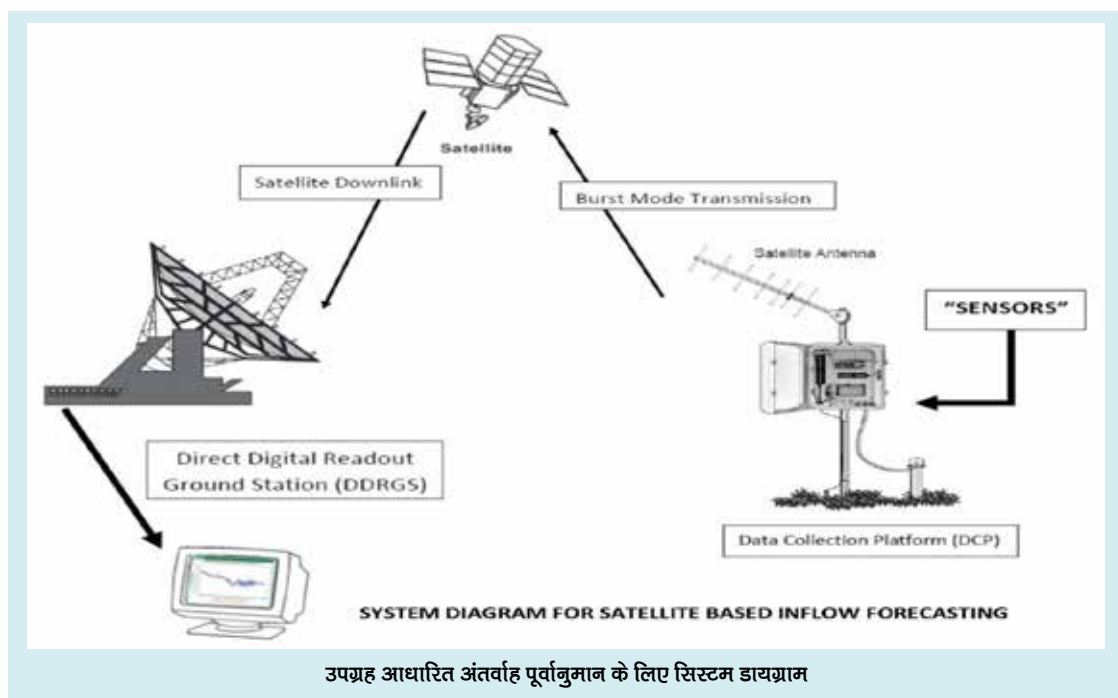 Satellite
Satellite Downlink
Burst Mode Transmission
Satellite Antenna
"SENSORS"
Direct Digital Readout
Ground Station (DDRGS)
Data Collection Platform (DCP)
SYSTEM DIAGRAM FOR SATELLITE BASED INFLOW FORECASTING
उपग्रह आधारित अंतर्वाह पूर्वानुमान के लिए सिस्टम डायग्राम